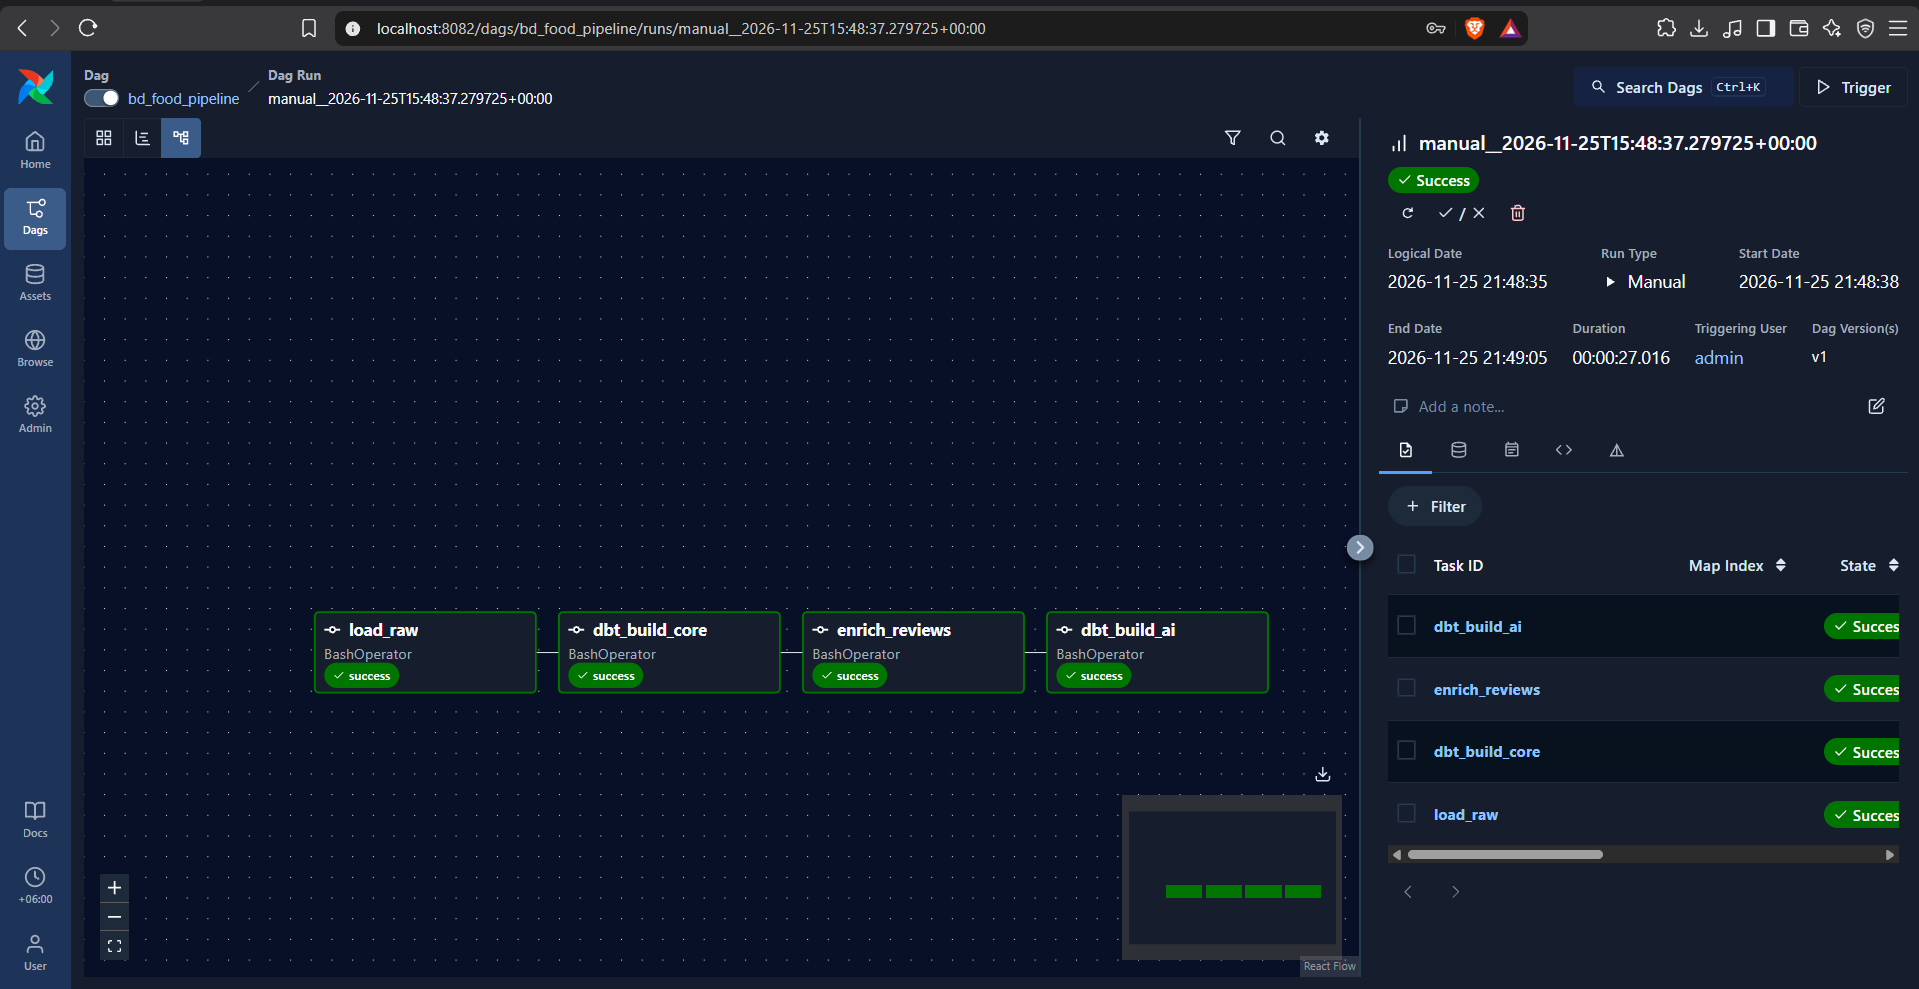 localhost:8082/dags/bd_food_pipeline/runs/manual__2026-11-25T15:48:37.279725+00:00
Dag
bd_food_pipeline
Dag Run
manual__2026-11-25T15:48:37.279725+00:00
Search Dags Ctrl+K
Trigger
Home
Dags
Assets
Browse
Admin
Docs
+06:00
User
load_raw
BashOperator
success
dbt_build_core
BashOperator
success
enrich_reviews
BashOperator
success
dbt_build_ai
BashOperator
success
React Flow
manual__2026-11-25T15:48:37.279725+00:00
Success
/
Logical Date Run Type Start Date
2026-11-25 21:48:35 Manual 2026-11-25 21:48:38
End Date Duration Triggering User Dag Version(s)
2026-11-25 21:49:05 00:00:27.016 admin v1
Add a note...
Filter
Task ID Map Index State
dbt_build_ai Succes
enrich_reviews Succes
dbt_build_core Succes
load_raw Succes